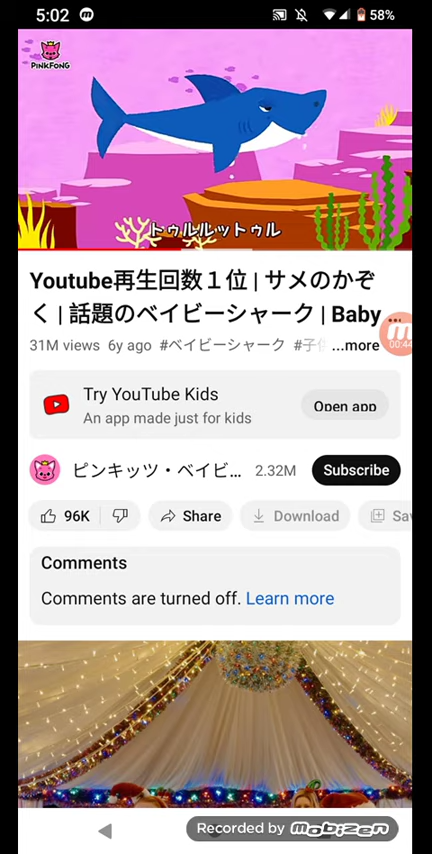 5:02
58%
PINKFONG
トゥルルットゥル
Youtube再生回数１位 | サメのかぞ
く | 話題のベイビーシャーク | Baby
31M views 6y ago #ベイビーシャーク ...more
00:44
Try YouTube Kids
An app made just for kids
Open app
ピンキッツ・ベイビ... 2.32M Subscribe
96K Share Download
Comments
Comments are turned off. Learn more
Recorded by mobizen